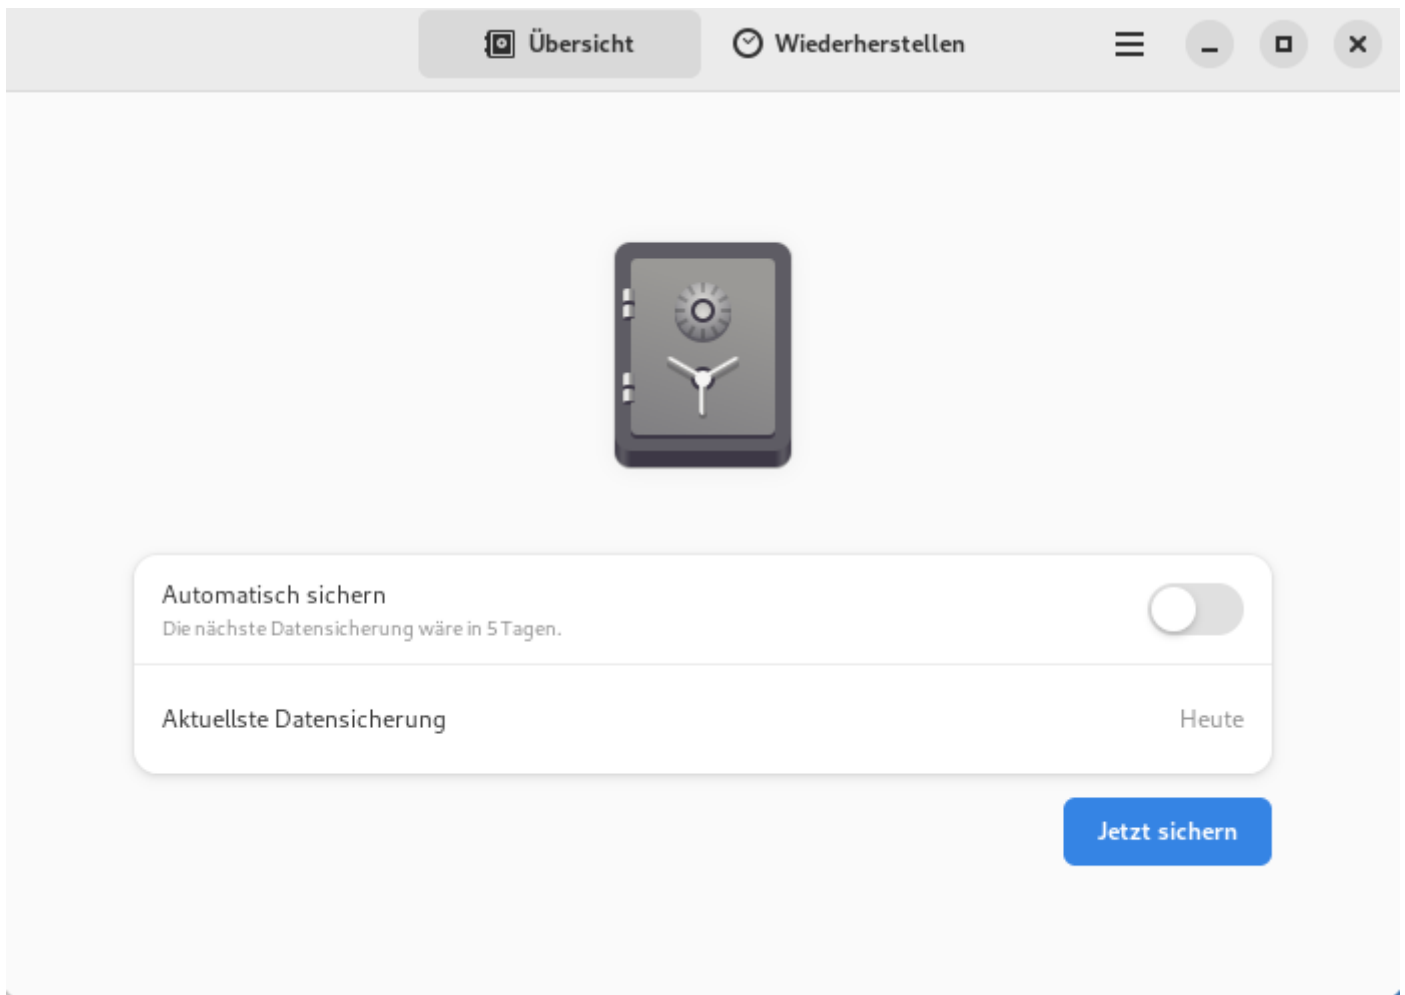 Übersicht
Wiederherstellen
Automatisch sichern
Die nächste Datensicherung wäre in 5 Tagen.
Aktuellste Datensicherung
Heute
Jetzt sichern